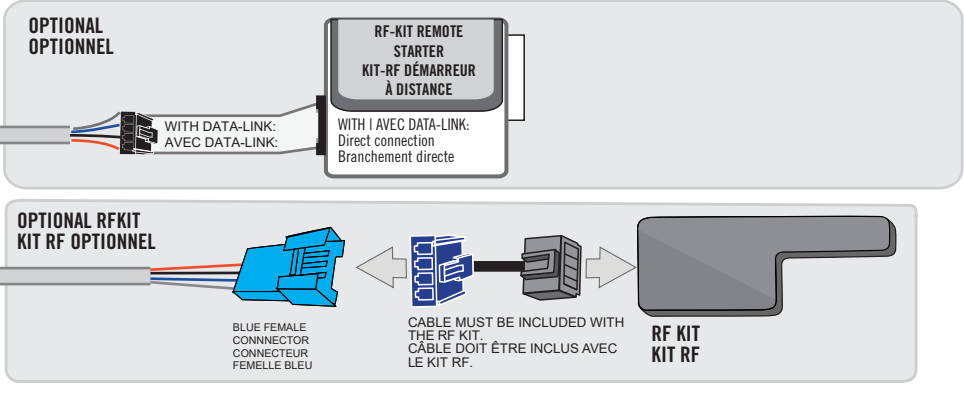 OPTIONAL
OPTIONNEL
RF-KIT REMOTE
STARTER
KIT-RF DÉMARREUR
À DISTANCE
WITH DATA-LINK:
AVEC DATA-LINK:
WITH | AVEC DATA-LINK:
Direct connection
Branchement directe
OPTIONAL RFKIT
KIT RF OPTIONNEL
BLUE FEMALE
CONNNECTOR
CONNECTEUR
FEMELLE BLEU
CABLE MUST BE INCLUDED WITH
THE RF KIT.
CÂBLE DOIT ÊTRE INCLUS AVEC
LE KIT RF.
RF KIT
KIT RF